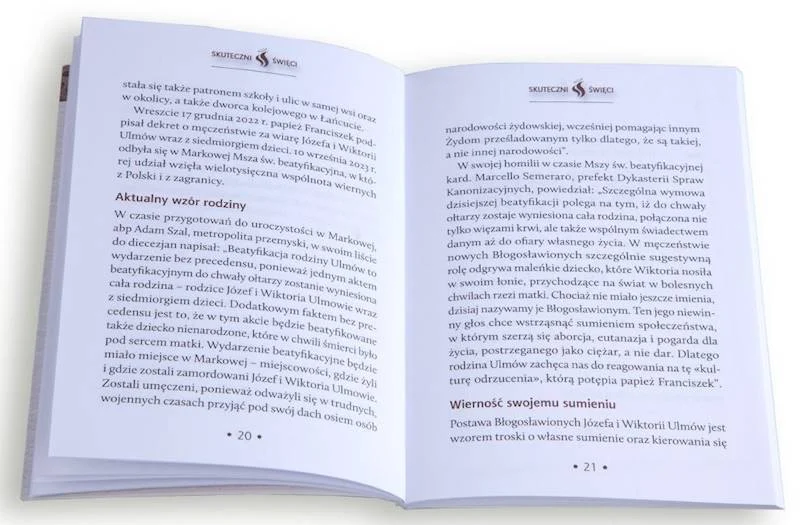 SKUTECZNI ŚWIĘCI
stała się także patronem szkoły i ulic w samej wsi oraz
w okolicy, a także dworca kolejowego w Łańcucie.
Wreszcie 17 grudnia 2022 r. papież Franciszek pod-
pisał dekret o męczeństwie za wiarę Józefa i Wiktorii
Ulmów wraz z siedmiorgiem dzieci. 10 września 2023 r.
odbyła się w Markowej Msza św. beatyfikacyjna, w któ-
rej udział wzięła wielotysięczna wspólnota wiernych
z Polski i z zagranicy.
Aktualny wzór rodziny
W czasie przygotowań do uroczystości w Markowej,
abp Adam Szal, metropolita przemyski, w swoim liście
do diecezjan napisał: „Beatyfikacja rodziny Ulmów to
wydarzenie bez precedensu, ponieważ jednym aktem
beatyfikacyjnym do chwały ołtarzy zostanie wyniesiona
cała rodzina – rodzice Józef i Wiktoria Ulmowie wraz
z siedmiorgiem dzieci. Dodatkowym faktem bez pre-
cedensu jest to, że w tym akcie będzie beatyfikowane
także dziecko nienarodzone, które w chwili śmierci było
pod sercem matki. Wydarzenie beatyfikacyjne będzie
miało miejsce w Markowej – miejscowości, gdzie żyli
i gdzie zostali zamordowani Józef i Wiktoria Ulmowie.
Zostali umęczeni, ponieważ odważyli się w trudnych,
wojennych czasach przyjąć pod swój dach osiem osób
• 20 •
SKUTECZNI ŚWIĘCI
narodowości żydowskiej, wcześniej pomagając innym
Żydom prześladowanym tylko dlatego, że są takiej,
a nie innej narodowości”.
W swojej homilii w czasie Mszy św. beatyfikacyjnej
kard. Marcello Semeraro, prefekt Dykasterii Spraw
Kanonizacyjnych, powiedział: „Szczególna wymowa
dzisiejszej beatyfikacji polega na tym, iż do chwały
ołtarzy zostaje wyniesiona cała rodzina, połączone nie
tylko więzami krwi, ale także wspólnym świadectwem
danym aż do ofiary własnego życia. W męczeństwie
nowych Błogosławionych szczególnie sugestywną
rolę odgrywa maleńkie dziecko, które Wiktoria nosiła
w swoim łonie, przychodzące na świat w bolesnych
chwilach rzezi matki. Chociaż nie miało jeszcze imienia,
dzisiaj nazywamy je Błogosławionym. Ten jego niewin-
ny głos chce wstrząsnąć sumieniem społeczeństwa,
w którym szerzą się aborcja, eutanazja i pogarda dla
życia, postrzeganego jako ciężar, a nie dar. Dlatego
rodzina Ulmów zachęca nas do reagowania na tę «kul-
turę odrzucenia», którą potępia papież Franciszek”.
Wierność swojemu sumieniu
Postawa Błogosławionych Józefa i Wiktorii Ulmów jest
wzorem troski o własne sumienie oraz kierowania się
• 21 •